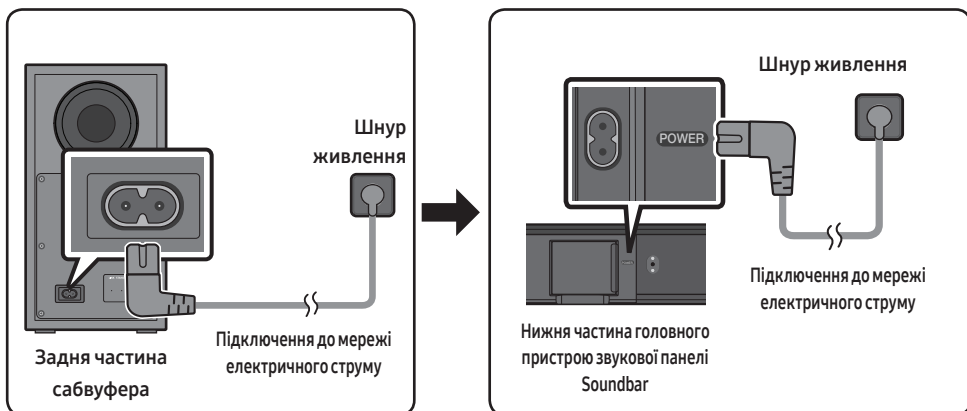 Шнур
живлення
Підключення до мережі
електричного струму
Задня частина
сабвуфера
Шнур живлення
POWER
Підключення до мережі
електричного струму
Нижня частина головного
пристрою звукової панелі
Soundbar